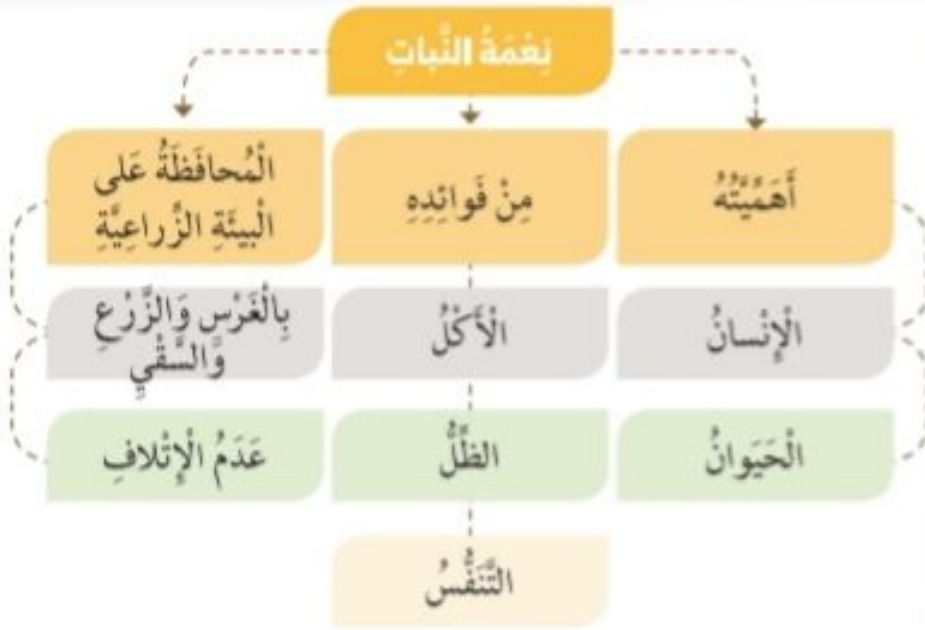 نِعْمَةُ النَّباتِ
أَهَمِّيَّتُهُ
الْإِنْسانُ
الْحَيَوانُ
مِنْ فَوائِدِهِ
الْأَكْلُ
الظِّلُّ
التَّنَفُّسُ
الْمُحافَظَةُ عَلى
الْبيئَةِ الزِّراعِيَّةِ
بِالْغَرْسِ وَالزَّرْعِ
وَالسَّقْيِ
عَدَمُ الْإِتْلافِ